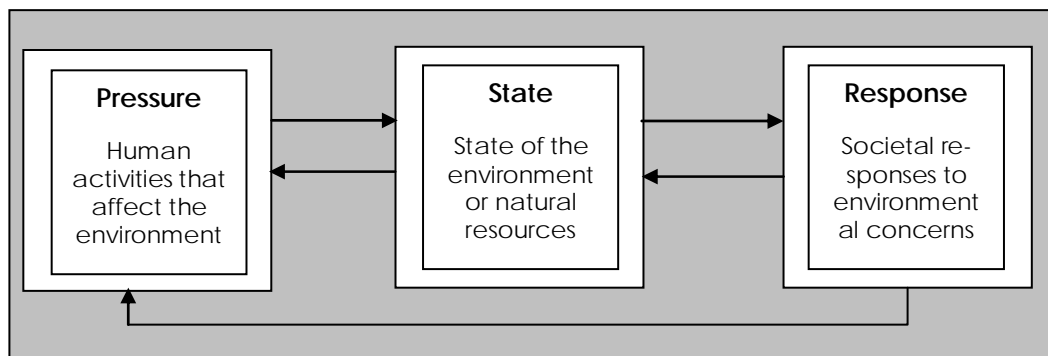 Pressure
Human
activities that
affect the
environment
State
State of the
environment
or natural
resources
Response
Societal re-
sponses to
environment
al concerns